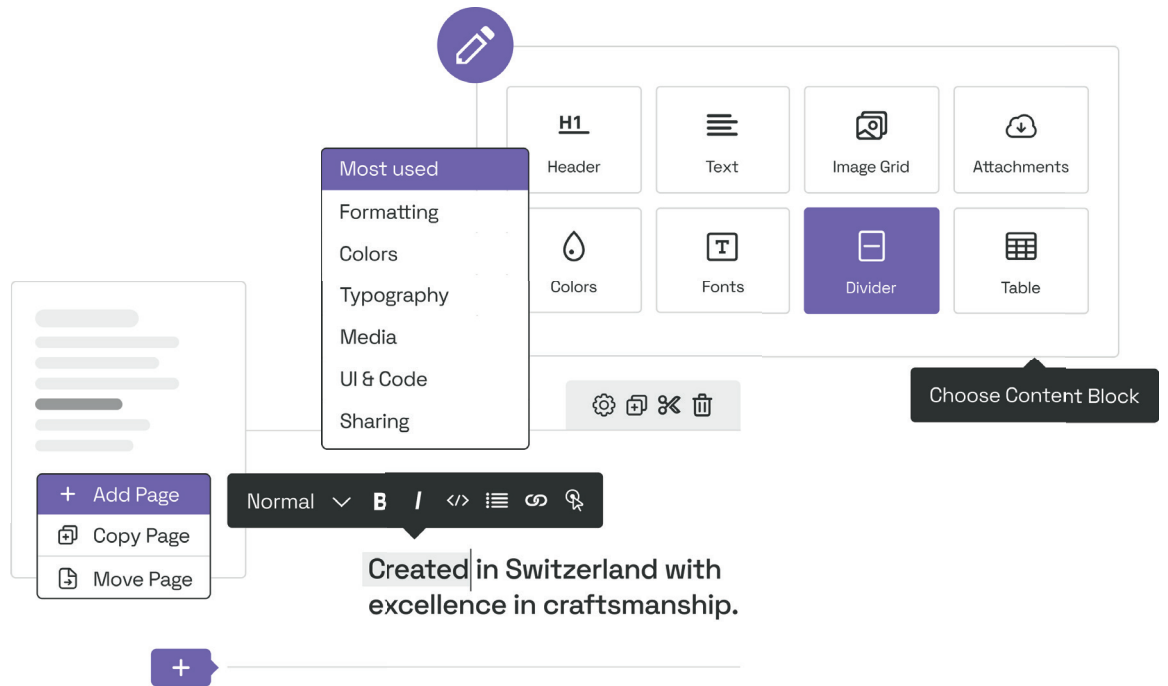 H1
Header
Text
Image Grid
Attachments
Most used
Formatting
Colors
Typography
Media
UI & Code
Sharing
Colors
Fonts
Divider
Table
Choose Content Block
Add Page
Copy Page
Move Page
Normal
B I </>
Created in Switzerland with
excellence in craftsmanship.